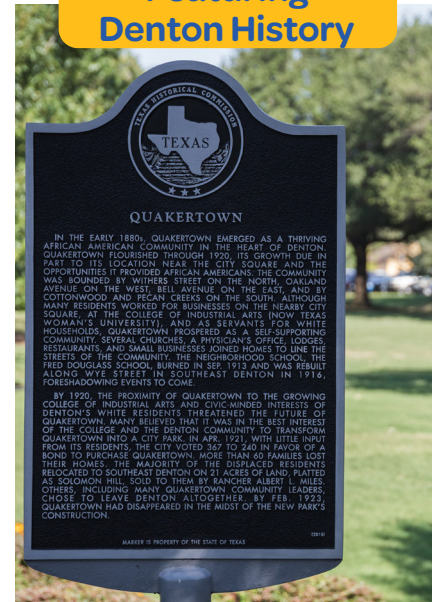 Featuring
Denton History
TEXAS HISTORICAL COMMISSION
TEXAS
QUAKERTOWN
IN THE EARLY 1880s, QUAKERTOWN EMERGED AS A THRIVING
AFRICAN AMERICAN COMMUNITY IN THE HEART OF DENTON.
QUAKERTOWN FLOURISHED THROUGH 1920, ITS GROWTH DUE IN
PART TO ITS LOCATION NEAR THE CITY SQUARE AND THE
OPPORTUNITIES IT PROVIDED AFRICAN AMERICANS. THE COMMUNITY
WAS BOUNDED BY WITHERS STREET ON THE NORTH, OAKLAND
AVENUE ON THE WEST, BELL AVENUE ON THE EAST, AND BY
COTTONWOOD AND PECAN CREEKS ON THE SOUTH. ALTHOUGH
MANY RESIDENTS WORKED FOR BUSINESSES ON THE NEARBY CITY
SQUARE, AT THE COLLEGE OF INDUSTRIAL ARTS (NOW TEXAS
WOMAN'S UNIVERSITY), AND AS SERVANTS FOR WHITE
HOUSEHOLDS, QUAKERTOWN PROSPERED AS A SELF-SUPPORTING
COMMUNITY. SEVERAL CHURCHES, A PHYSICIAN'S OFFICE, LODGES,
RESTAURANTS, AND SMALL BUSINESSES JOINED HOMES TO LINE THE
STREETS OF THE COMMUNITY. THE NEIGHBORHOOD SCHOOL, THE
FRED DOUGLASS SCHOOL, BURNED IN SEP. 1913 AND WAS REBUILT
ALONG WYE STREET IN SOUTHEAST DENTON IN 1916,
FORESHADOWING EVENTS TO COME.
BY 1920, THE PROXIMITY OF QUAKERTOWN TO THE GROWING
COLLEGE OF INDUSTRIAL ARTS AND CIVIC-MINDED INTERESTS OF
DENTON'S WHITE RESIDENTS THREATENED THE FUTURE OF
QUAKERTOWN. MANY BELIEVED THAT IT WAS IN THE BEST INTEREST
OF THE COLLEGE AND THE DENTON COMMUNITY TO TRANSFORM
QUAKERTOWN INTO A CITY PARK. IN APR. 1921, WITH LITTLE INPUT
FROM ITS RESIDENTS, THE CITY VOTED 367 TO 240 IN FAVOR OF A
BOND TO PURCHASE QUAKERTOWN. MORE THAN 60 FAMILIES LOST
THEIR HOMES. THE MAJORITY OF THE DISPLACED RESIDENTS
RELOCATED TO SOUTHEAST DENTON ON 21 ACRES OF LAND, PLATTED
AS SOLOMON HILL, SOLD TO THEM BY RANCHER ALBERT L. MILES.
OTHERS, INCLUDING MANY QUAKERTOWN COMMUNITY LEADERS,
CHOSE TO LEAVE DENTON ALTOGETHER. BY FEB. 1923,
QUAKERTOWN HAD DISAPPEARED IN THE MIDST OF THE NEW PARK'S
CONSTRUCTION.
MARKER IS PROPERTY OF THE STATE OF TEXAS